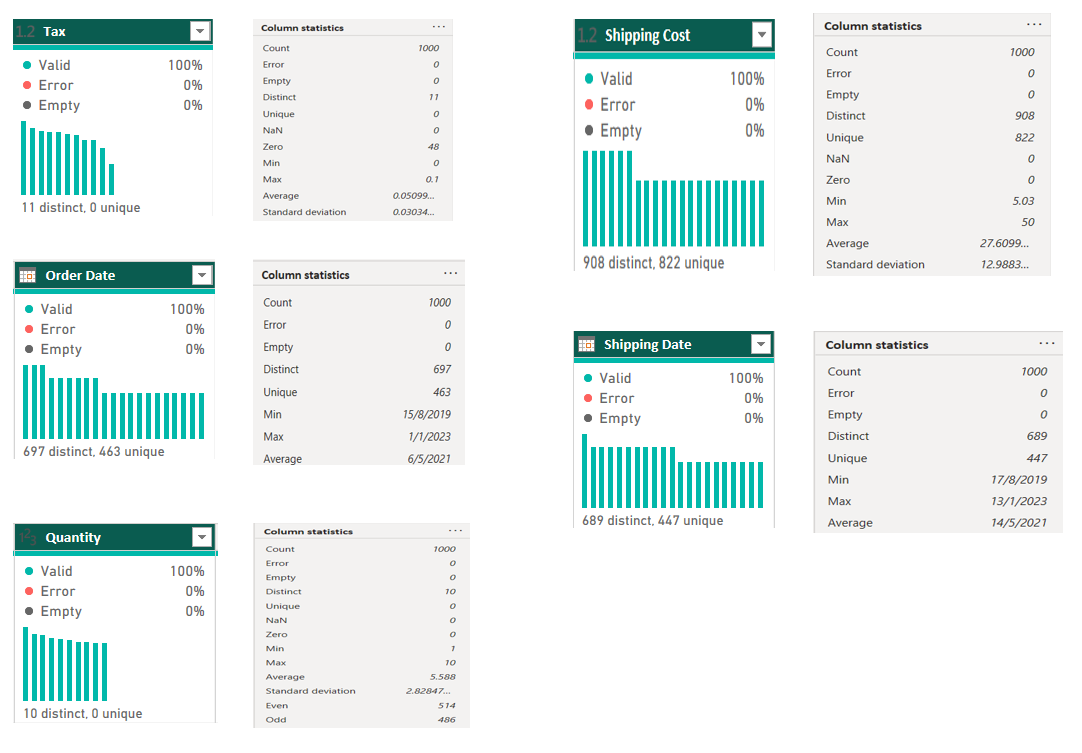 1.2 Tax
Valid 100%
Error 0%
Empty 0%
11 distinct, 0 unique
Column statistics ...
Count 1000
Error 0
Empty 0
Distinct 11
Unique 0
NaN 0
Zero 48
Min 0
Max 0.1
Average 0.05099...
Standard deviation 0.03034...
1.2 Shipping Cost
Valid 100%
Error 0%
Empty 0%
908 distinct, 822 unique
Column statistics ...
Count 1000
Error 0
Empty 0
Distinct 908
Unique 822
NaN 0
Zero 0
Min 5.03
Max 50
Average 27.6099...
Standard deviation 12.9883...
Order Date
Valid 100%
Error 0%
Empty 0%
697 distinct, 463 unique
Column statistics ...
Count 1000
Error 0
Empty 0
Distinct 697
Unique 463
Min 15/8/2019
Max 1/1/2023
Average 6/5/2021
Shipping Date
Valid 100%
Error 0%
Empty 0%
689 distinct, 447 unique
Column statistics ...
Count 1000
Error 0
Empty 0
Distinct 689
Unique 447
Min 17/8/2019
Max 13/1/2023
Average 14/5/2021
123 Quantity
Valid 100%
Error 0%
Empty 0%
10 distinct, 0 unique
Column statistics ...
Count 1000
Error 0
Empty 0
Distinct 10
Unique 0
NaN 0
Zero 0
Min 1
Max 10
Average 5.588
Standard deviation 2.82847...
Even 514
Odd 486